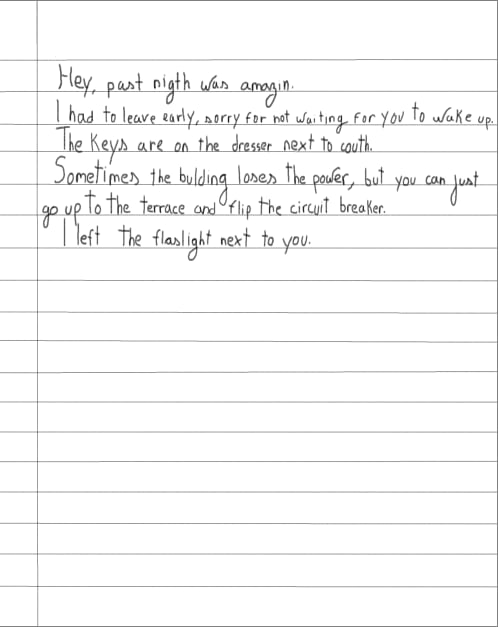 Hey, past nigth was amazin.
I had to leave early, sorry for not waiting for you to wake up.
The keys are on the dresser next to couth.
Sometimes the bulding loses the power, but you can just
go up to the terrace and flip the circuit breaker.
I left the flaslight next to you.